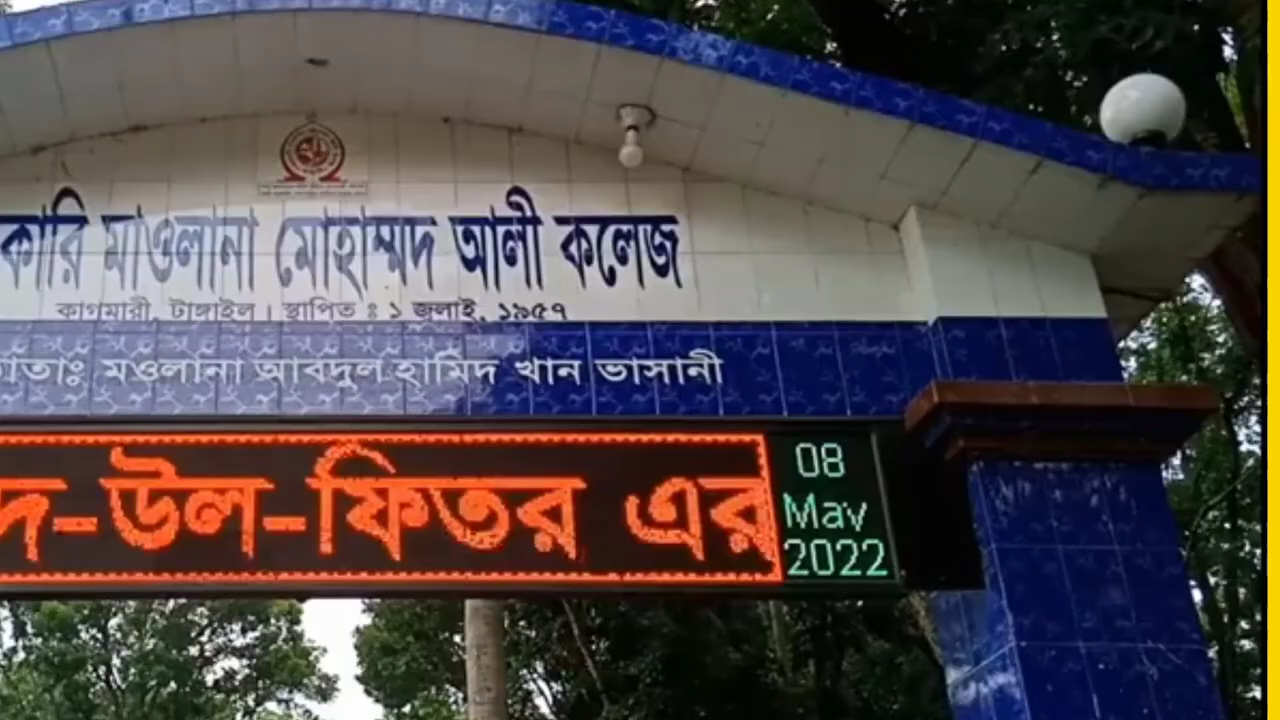 কারি মাওলানা মোহাম্মদ আলী কলেজ
কাগমারী, টাঙ্গাইল। স্থাপিত ঃ ১ জুলাই, ১৯৫৭
তাতাঃ মওলানা আবদুল হামিদ খান ভাসানী
দ-উল-ফিতর এর
08
May
2022